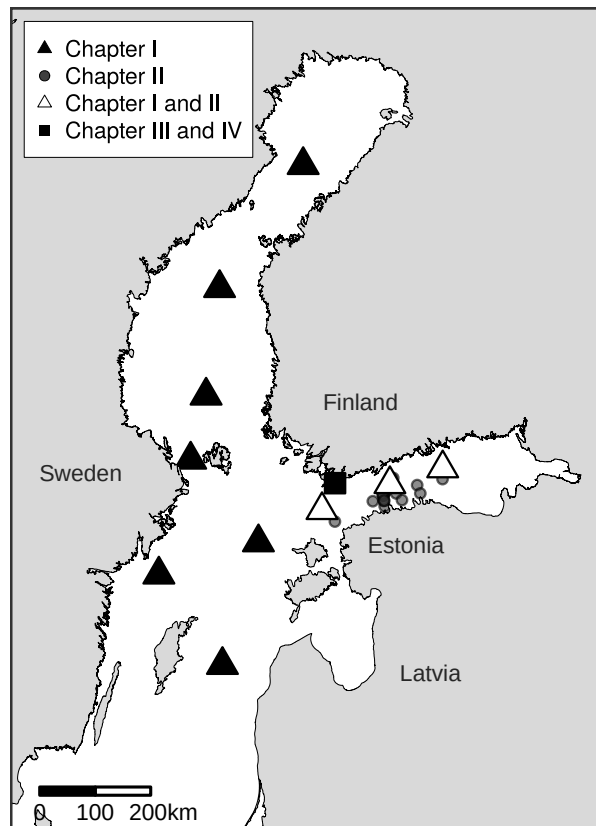 Chapter I
Chapter II
Chapter I and II
Chapter III and IV
Finland
Sweden
Estonia
Latvia
0 100 200km